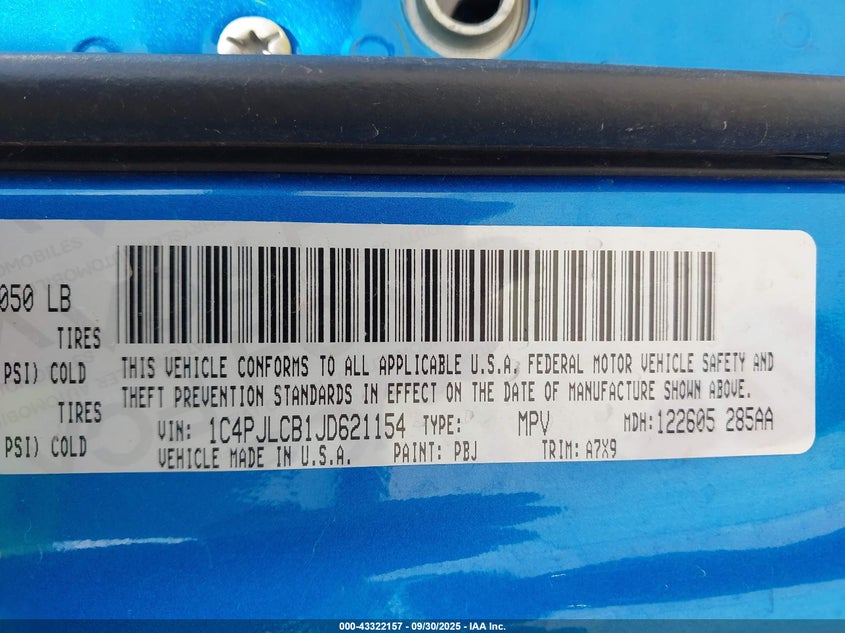 050 LB
TIRES
PSI) COLD
TIRES
PSI) COLD
THIS VEHICLE CONFORMS TO ALL APPLICABLE U.S.A. FEDERAL MOTOR VEHICLE SAFETY AND
THEFT PREVENTION STANDARDS IN EFFECT ON THE DATE OF MANUFACTURE SHOWN ABOVE.
VIN: 1C4PJLCB1JD621154 TYPE: MPV MDH: 122605 285AA
VEHICLE MADE IN U.S.A. PAINT: PBJ TRIM: A7X9
000-43322157 - 09/30/2025 - IAA Inc.